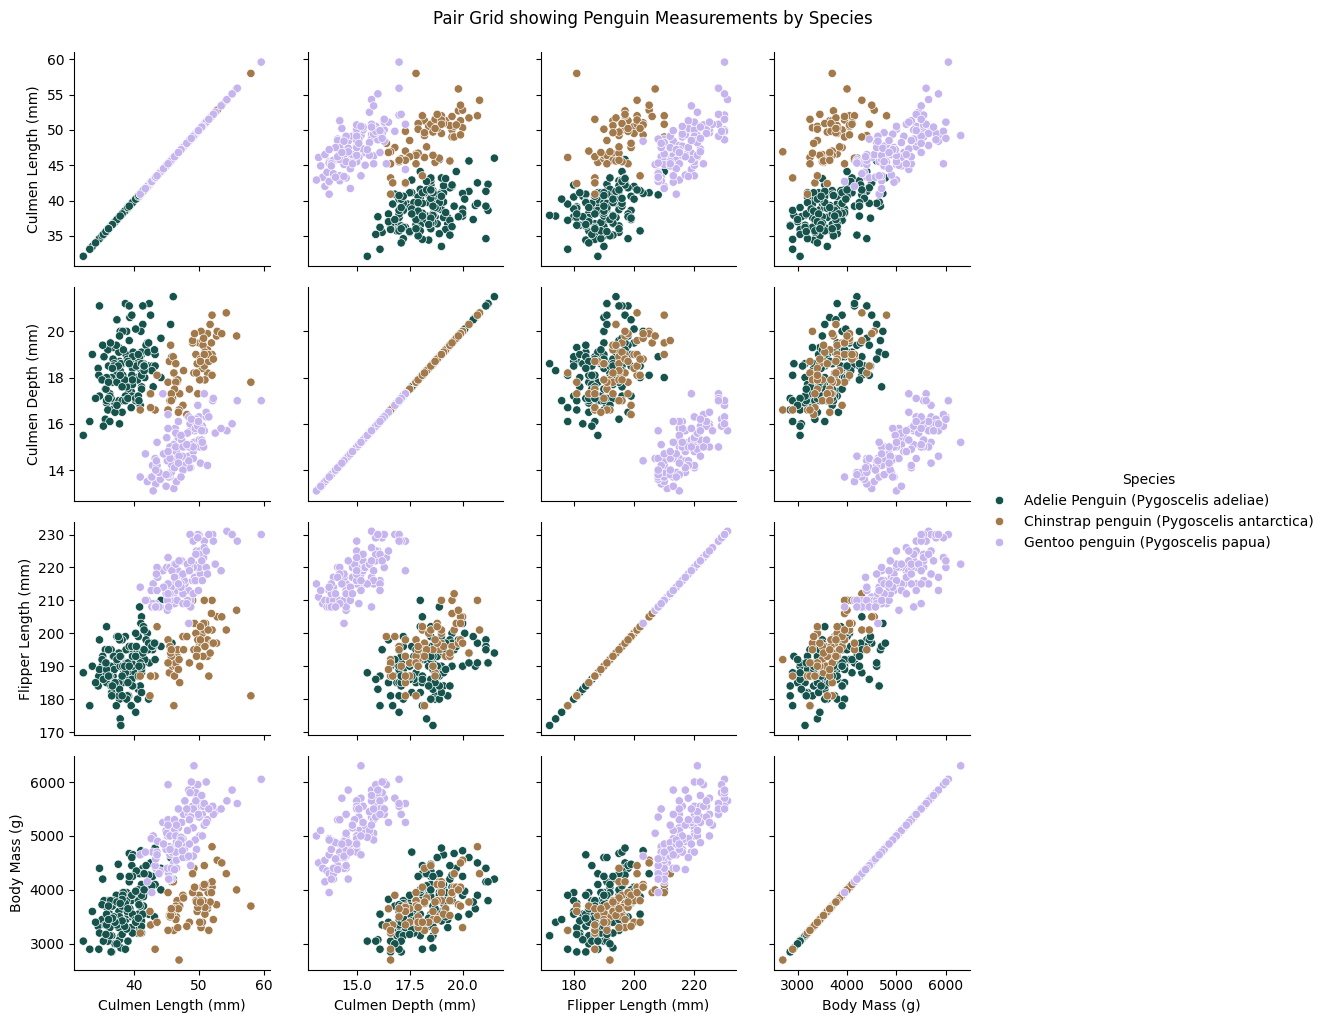 Pair Grid showing Penguin Measurements by Species
Culmen Length (mm)
60
55
50
45
40
35
Culmen Depth (mm)
20
18
16
14
Flipper Length (mm)
230
220
210
200
190
180
170
Body Mass (g)
6000
5000
4000
3000
40 50 60
Culmen Length (mm)
15.0 17.5 20.0
Culmen Depth (mm)
180 200 220
Flipper Length (mm)
3000 4000 5000 6000
Body Mass (g)
Species
Adelie Penguin (Pygoscelis adeliae)
Chinstrap penguin (Pygoscelis antarctica)
Gentoo penguin (Pygoscelis papua)